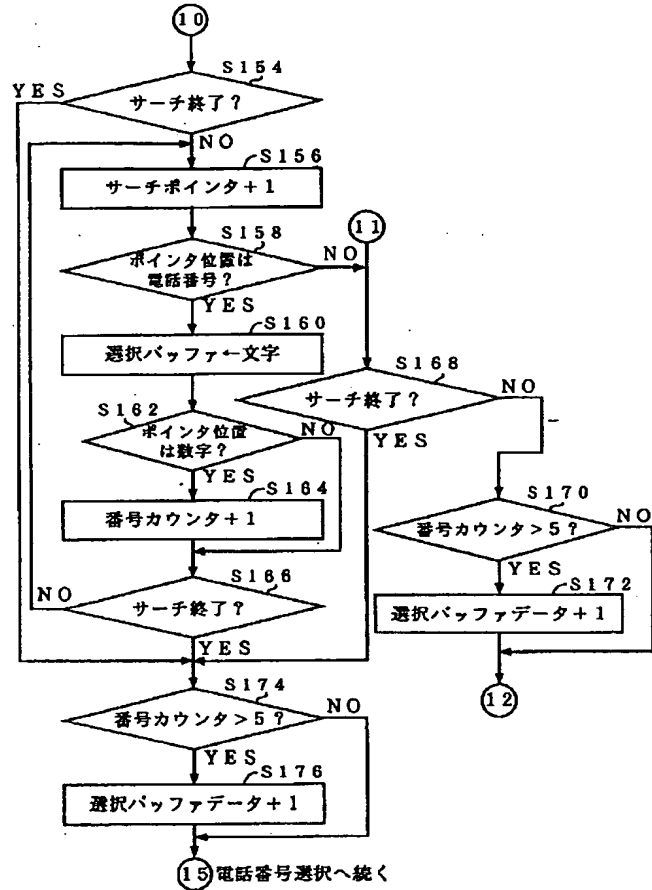 10
S154
YES
サーチ終了?
NO
S156
サーチポインタ+1
S158
11
ポインタ位置は
電話番号?
NO
YES
S160
選択バッファ←文字
S168
サーチ終了?
NO
YES
S162
ポインタ位置
は数字?
NO
YES
S164
番号カウンタ+1
S170
番号カウンタ>5?
NO
YES
S166
NO
サーチ終了?
YES
S172
選択バッファデータ+1
12
S174
番号カウンタ>5?
NO
YES
S176
選択バッファデータ+1
15 電話番号選択へ続く